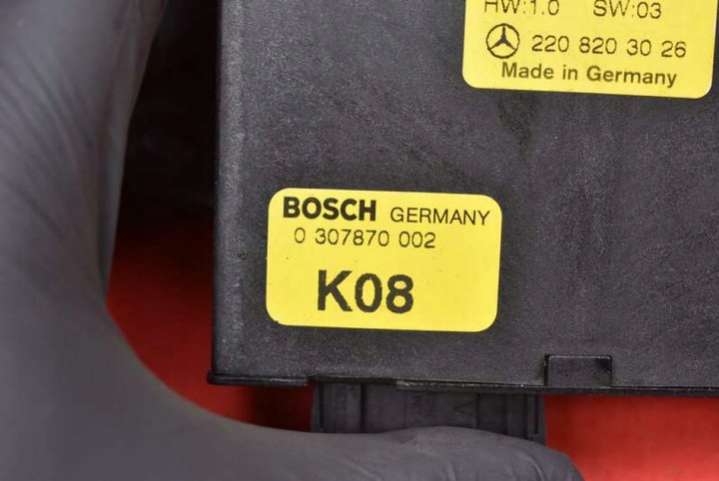 HW:1.0 SW:03
220 820 30 26
Made in Germany
BOSCH GERMANY
0 307870 002
K08